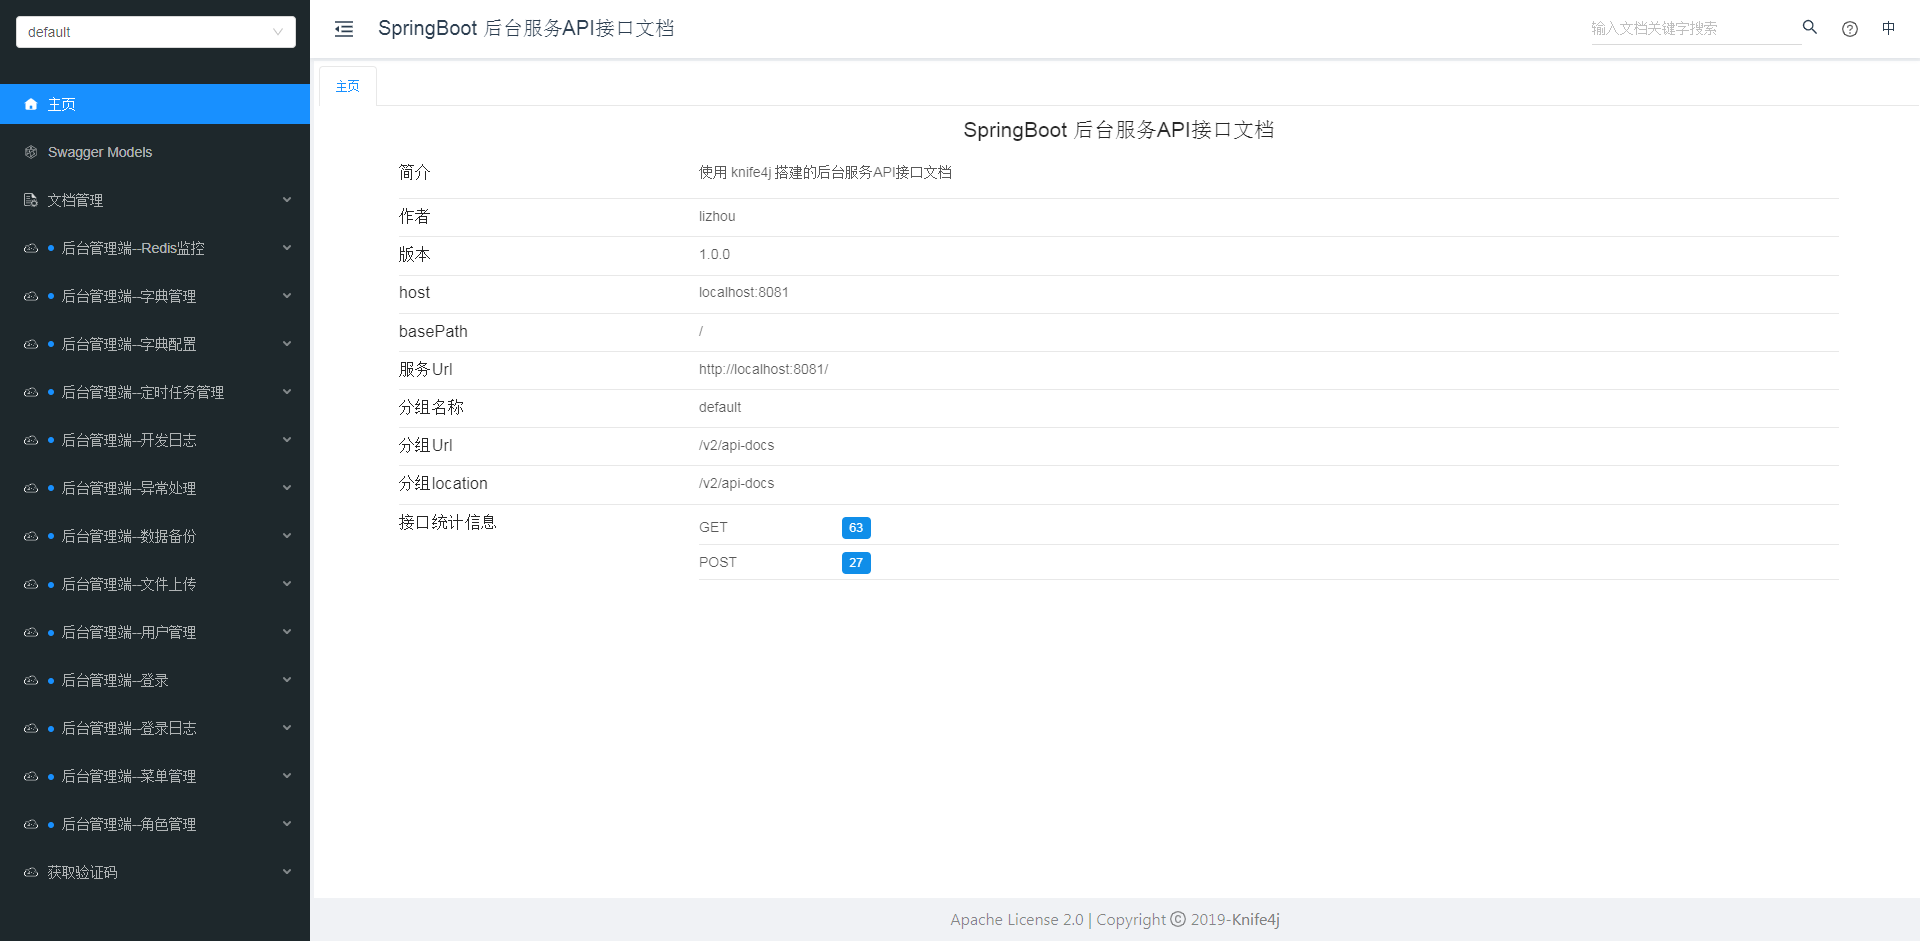 default
主页
Swagger Models
文档管理
后台管理端--Redis监控
后台管理端--字典管理
后台管理端--字典配置
后台管理端--定时任务管理
后台管理端--开发日志
后台管理端--异常处理
后台管理端--数据备份
后台管理端--文件上传
后台管理端--用户管理
后台管理端--登录
后台管理端--登录日志
后台管理端--菜单管理
后台管理端--角色管理
获取验证码
SpringBoot 后台服务API接口文档
输入文档关键字搜索
中
主页
SpringBoot 后台服务API接口文档
简介 使用 knife4j 搭建的后台服务API接口文档
作者 lizhou
版本 1.0.0
host localhost:8081
basePath /
服务Url http://localhost:8081/
分组名称 default
分组Url /v2/api-docs
分组location /v2/api-docs
接口统计信息 GET 63
POST 27
Apache License 2.0 | Copyright © 2019-Knife4j